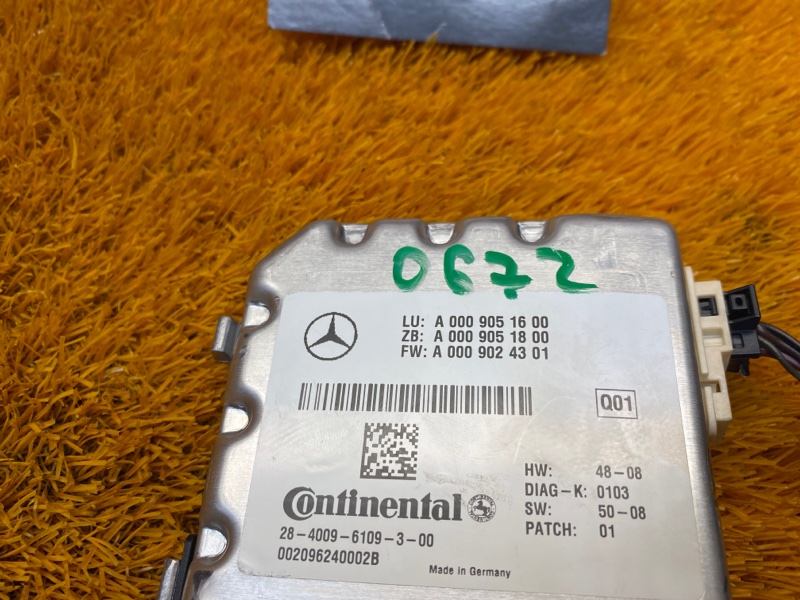 0672
LU: A 000 905 16 00
ZB: A 000 905 18 00
FW: A 000 902 43 01
Q01
HW: 48-08
DIAG-K: 0103
SW: 50-08
PATCH: 01
Continental
28-4009-6109-3-00
002096240002B
Made in Germany